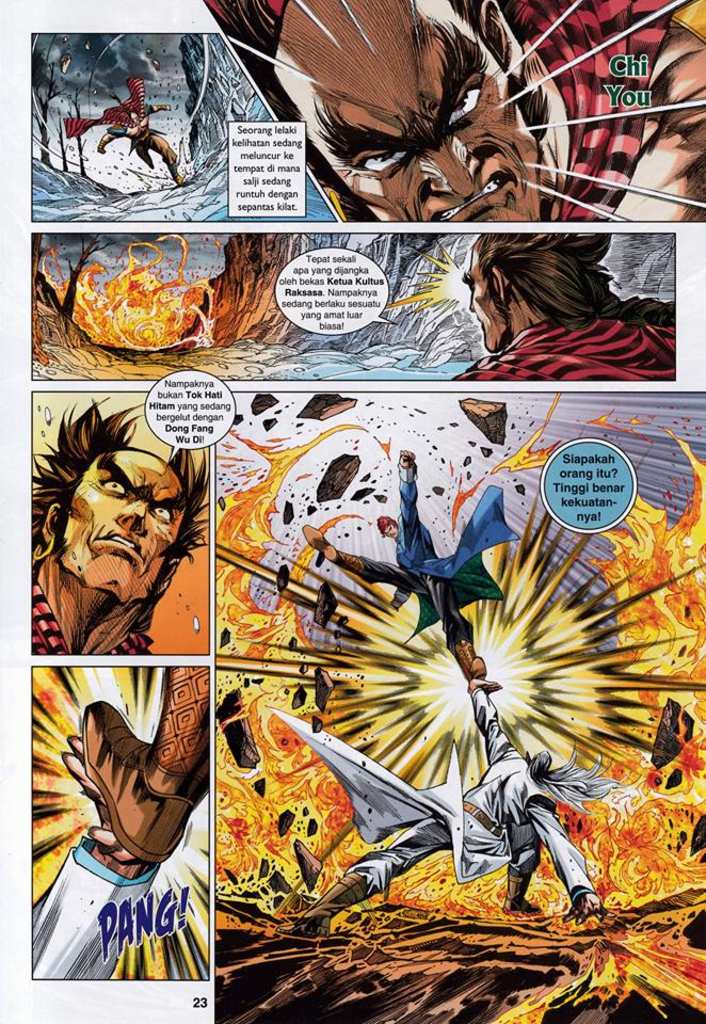 Seorang lelaki
kelihatan sedang
meluncur ke
tempat di mana
salji sedang
runtuh dengan
sepantas kilat.
Chi
You
Tepat sekali
apa yang dijangka
oleh bekas Ketua Kultus
Raksasa. Nampaknya
sedang berlaku sesuatu
yang amat luar
biasa!
Nampaknya
bukan Tok Hati
Hitam yang sedang
bergelut dengan
Dong Fang
Wu Di!
Siapakah
orang itu?
Tinggi benar
kekuatan-
nya!
PANG!
23